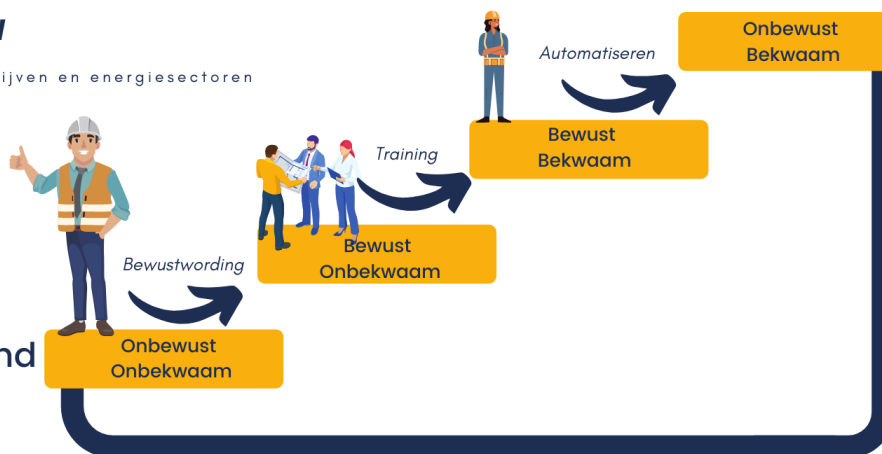 ijven en energiesectoren
Automatiseren
Onbewust
Bekwaam
Training
Bewust
Bekwaam
Bewustwording
Bewust
Onbekwaam
nd
Onbewust
Onbekwaam